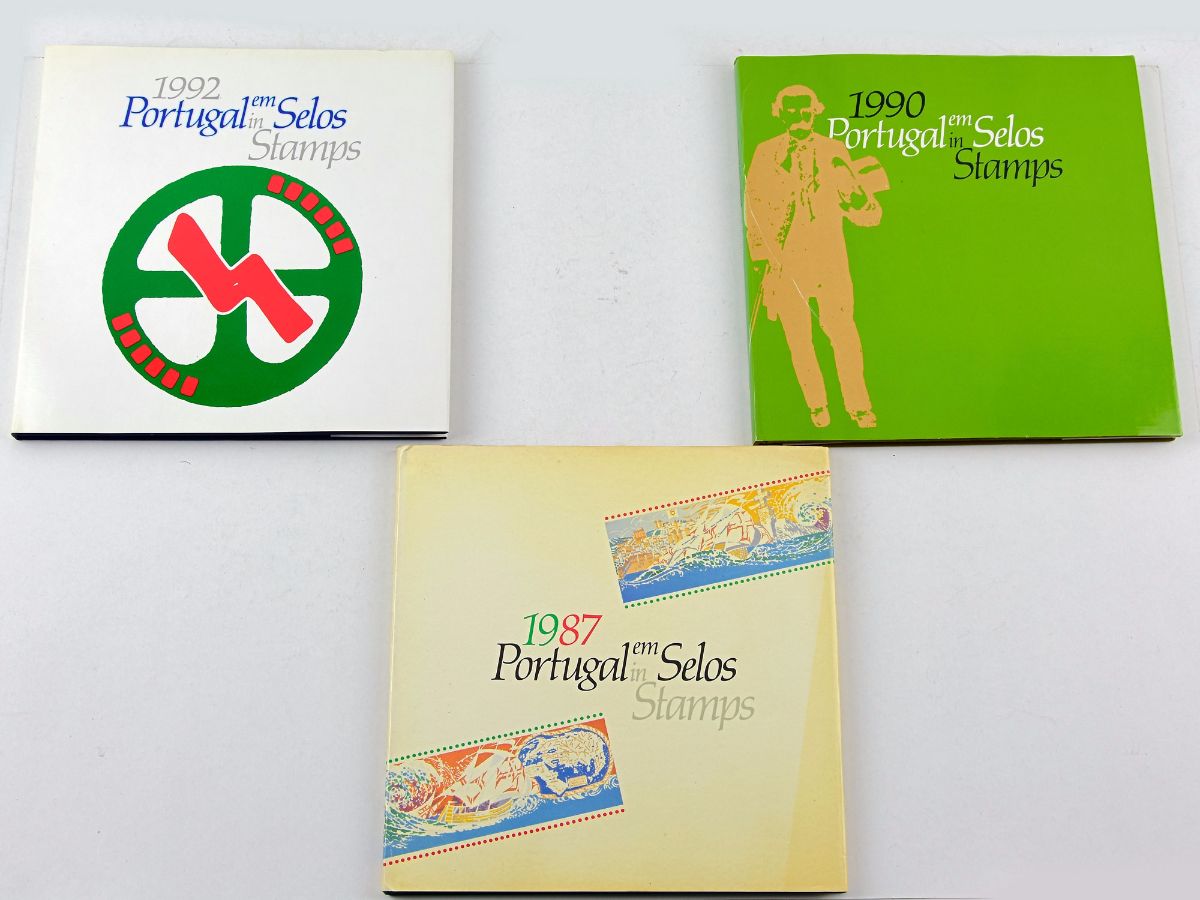 1992
Portugal em Selos
in Stamps
1990
Portugal em Selos
in Stamps
1987
Portugal em Selos
in Stamps